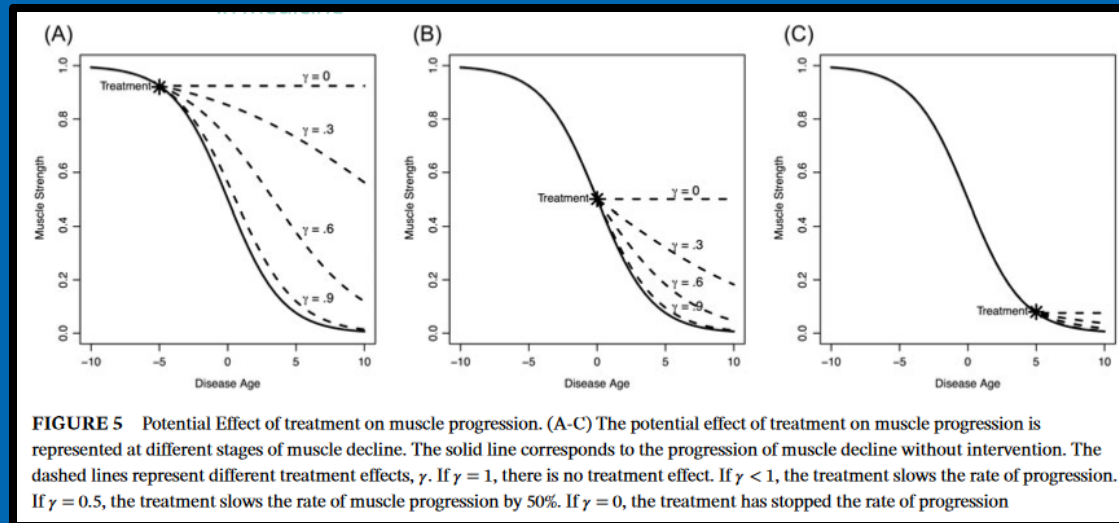 (A)
1.0
0.8
0.6
0.4
0.2
0.0
Muscle Strength
Treatment
γ = 0
γ = .3
γ = .6
γ = .9
−10 −5 0 5 10
Disease Age
(B)
1.0
0.8
0.6
0.4
0.2
0.0
Muscle Strength
Treatment
γ = 0
γ = .3
γ = .6
γ = .9
−10 −5 0 5 10
Disease Age
(C)
1.0
0.8
0.6
0.4
0.2
0.0
Muscle Strength
Treatment
−10 −5 0 5 10
Disease Age
FIGURE 5 Potential Effect of treatment on muscle progression. (A-C) The potential effect of treatment on muscle progression is
represented at different stages of muscle decline. The solid line corresponds to the progression of muscle decline without intervention. The
dashed lines represent different treatment effects, γ. If γ = 1, there is no treatment effect. If γ < 1, the treatment slows the rate of progression.
If γ = 0.5, the treatment slows the rate of muscle progression by 50%. If γ = 0, the treatment has stopped the rate of progression